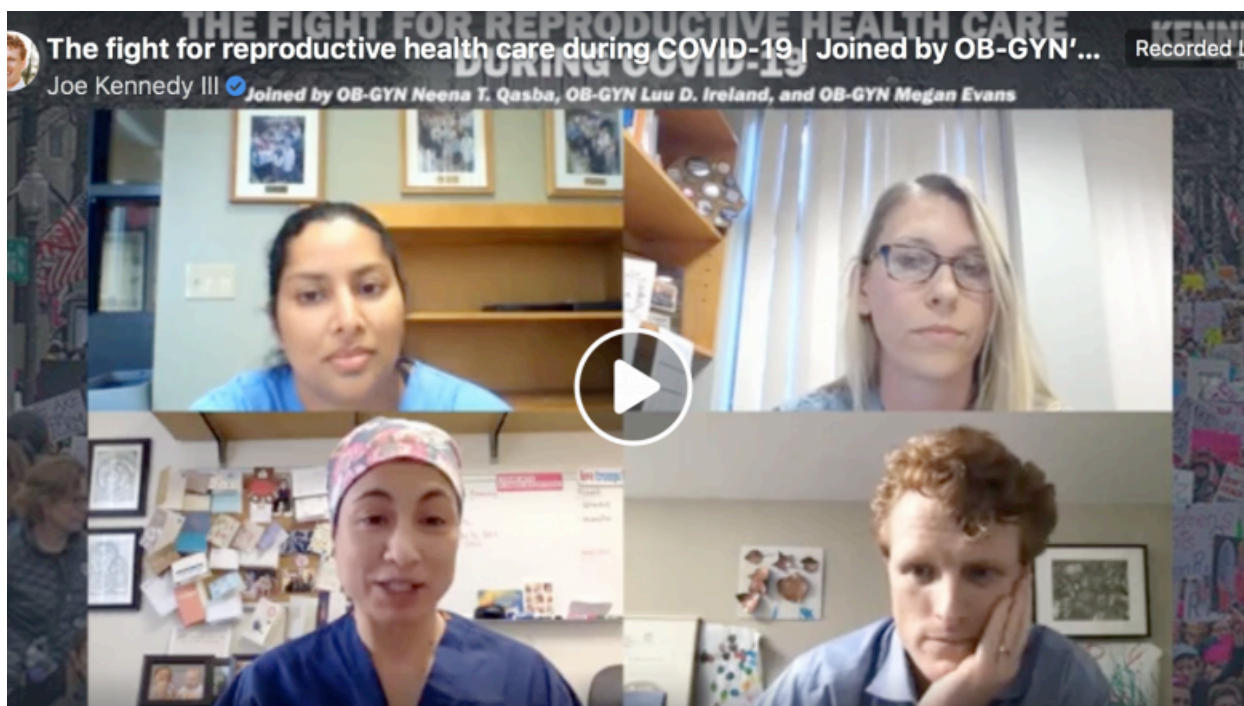 THE FIGHT FOR REPRODUCTIVE HEALTH CARE
DURING COVID-19
The fight for reproductive health care during COVID-19 | Joined by OB-GYN’...
Recorded L
Joe Kennedy III
Joined by OB-GYN Neena T. Qasba, OB-GYN Luu D. Ireland, and OB-GYN Megan Evans